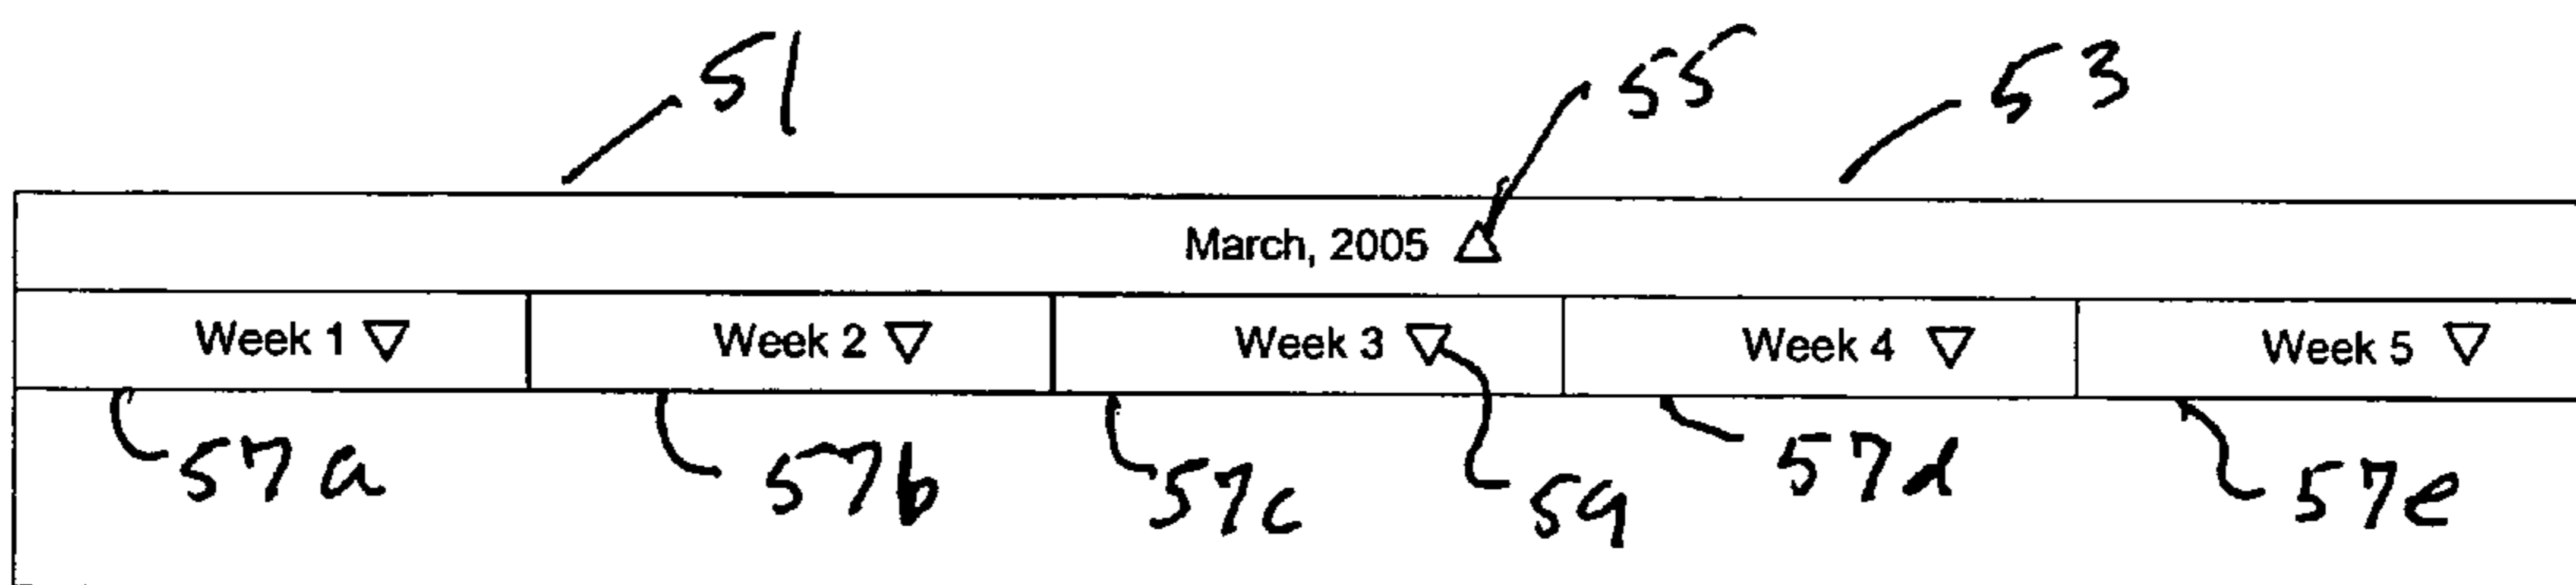 51 55 53
March, 2005 △
Week 1 ▽ Week 2 ▽ Week 3 ▽ Week 4 ▽ Week 5 ▽
57a 57b 57c 59 57d 57e